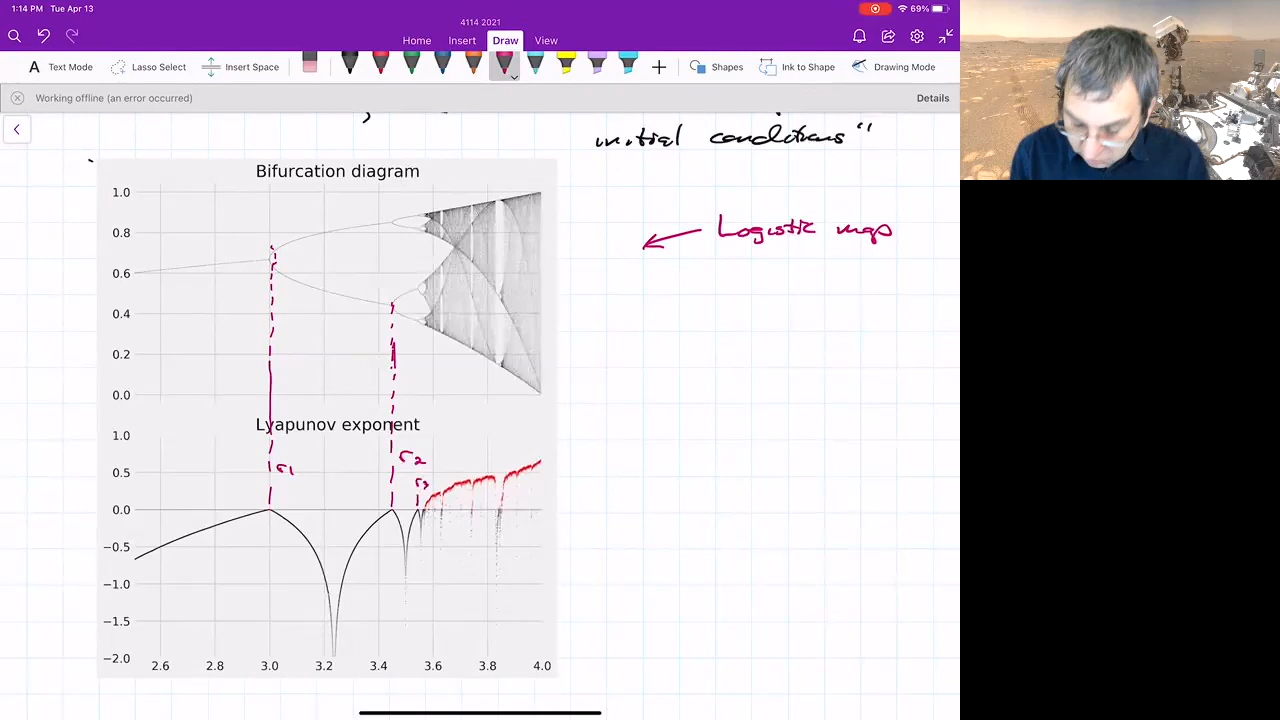 1:14 PM Tue Apr 13
69%
4114 2021
Home Insert Draw View
A Text Mode Lasso Select Insert Space Shapes Ink to Shape Drawing Mode
Working offline (an error occurred) Details
initial conditions"
Bifurcation diagram
Logistic map
1.0
0.8
0.6
0.4
0.2
0.0
Lyapunov exponent
1.0
0.5
0.0
−0.5
−1.0
−1.5
−2.0
r1
r2
r3
2.6 2.8 3.0 3.2 3.4 3.6 3.8 4.0